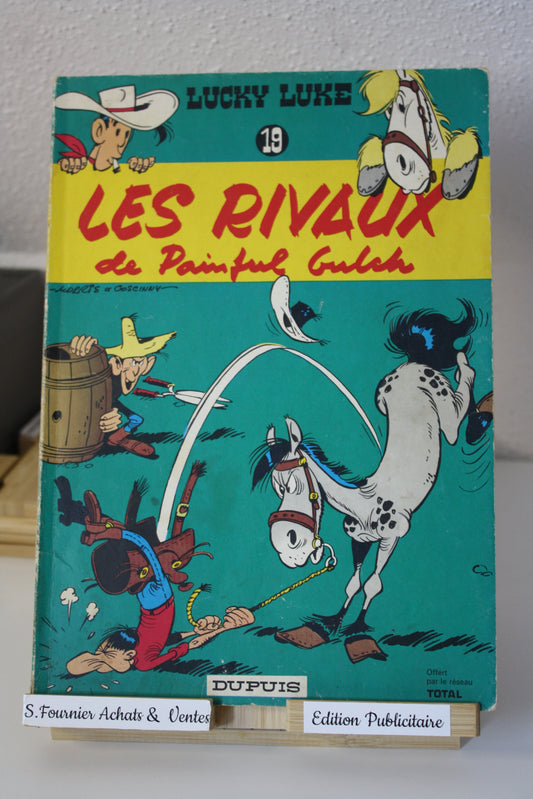 LUCKY LUKE
19
LES RIVAUX
de Painful Gulch
MORRIS & GOSCINNY
DUPUIS
Offert
par le réseau
TOTAL
S.Fournier Achats & Ventes
Edition Publicitaire